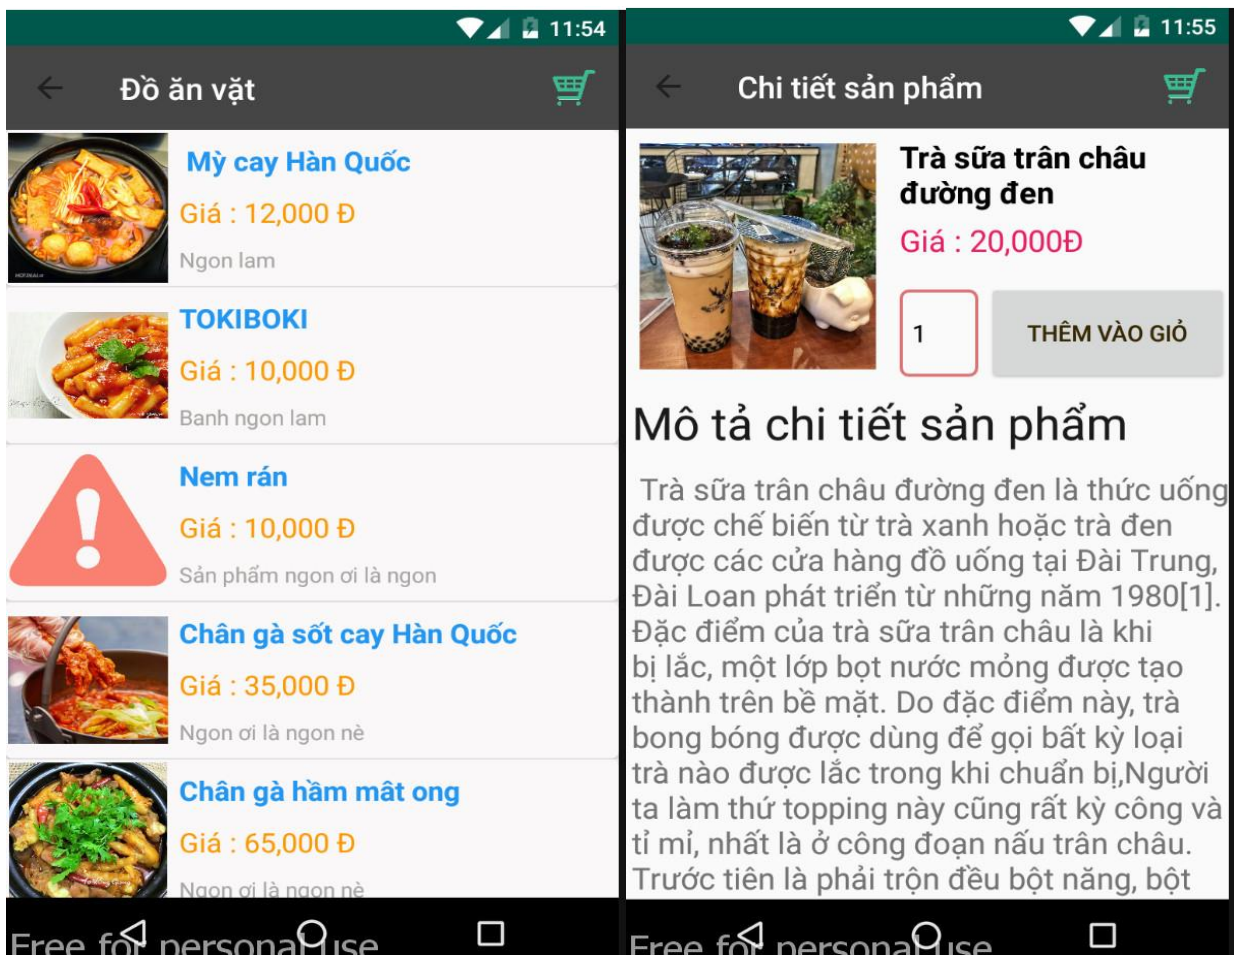 11:54
Đồ ăn vặt
Mỳ cay Hàn Quốc
Giá : 12,000 Đ
Ngon lam
TOKIBOKI
Giá : 10,000 Đ
Banh ngon lam
Nem rán
Giá : 10,000 Đ
Sản phẩm ngon ơi là ngon
Chân gà sốt cay Hàn Quốc
Giá : 35,000 Đ
Ngon ơi là ngon nè
Chân gà hầm mât ong
Giá : 65,000 Đ
Ngon ơi là ngon nè
Free for personal use
11:55
Chi tiết sản phẩm
Trà sữa trân châu
đường đen
Giá : 20,000Đ
1
THÊM VÀO GIỎ
Mô tả chi tiết sản phẩm
Trà sữa trân châu đường đen là thức uống
được chế biến từ trà xanh hoặc trà đen
được các cửa hàng đồ uống tại Đài Trung,
Đài Loan phát triển từ những năm 1980[1].
Đặc điểm của trà sữa trân châu là khi
bị lắc, một lớp bọt nước mỏng được tạo
thành trên bề mặt. Do đặc điểm này, trà
bong bóng được dùng để gọi bất kỳ loại
trà nào được lắc trong khi chuẩn bị,Người
ta làm thứ topping này cũng rất kỳ công và
tỉ mỉ, nhất là ở công đoạn nấu trân châu.
Trước tiên là phải trộn đều bột năng, bột
Free for personal use